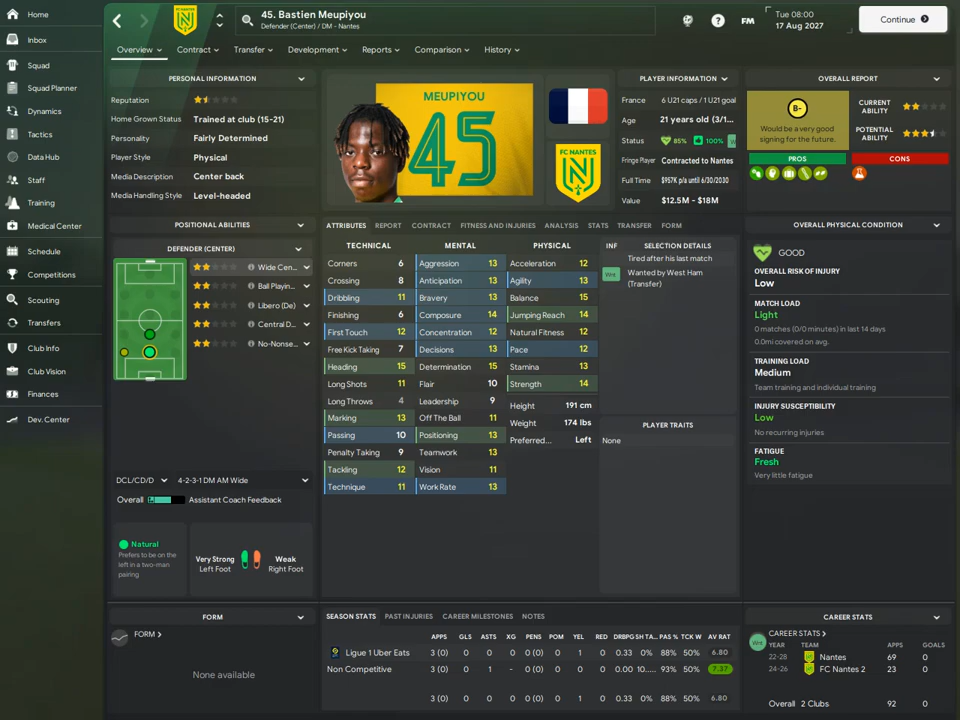 Home
Inbox
Squad
Squad Planner
Dynamics
Tactics
Data Hub
Staff
Training
Medical Center
Schedule
Competitions
Scouting
Transfers
Club Info
Club Vision
Finances
Dev. Center
45. Bastien Meupiyou
Defender (Center) / DM - Nantes
FM
Tue 08:00
17 Aug 2027
Continue
Overview
Contract
Transfer
Development
Reports
Comparison
History
PERSONAL INFORMATION
Reputation
Home Grown Status Trained at club (15-21)
Personality Fairly Determined
Player Style Physical
Media Description Center back
Media Handling Style Level-headed
MEUPIYOU
45
FC NANTES
PLAYER INFORMATION
France 6 U21 caps / 1 U21 goal
Age 21 years old (3/1...
Status 85% 100%
Fringe Player Contracted to Nantes
Full Time $957K p/a until 6/30/2030
Value $12.5M - $18M
OVERALL REPORT
B-
Would be a very good
signing for the future.
CURRENT
ABILITY
POTENTIAL
ABILITY
PROS
CONS
POSITIONAL ABILITIES
DEFENDER (CENTER)
Wide Cen...
Ball Playin...
Libero (De)
Central D...
No-Nonse...
DCL/CD/D
4-2-3-1 DM AM Wide
Overall Assistant Coach Feedback
Natural
Prefers to be on the
left in a two-man
pairing
Very Strong
Left Foot
Weak
Right Foot
ATTRIBUTES
REPORT
CONTRACT
FITNESS AND INJURIES
ANALYSIS
STATS
TRANSFER
FORM
TECHNICAL
Corners 6
Crossing 8
Dribbling 11
Finishing 6
First Touch 12
Free Kick Taking 7
Heading 15
Long Shots 11
Long Throws 4
Marking 13
Passing 10
Penalty Taking 9
Tackling 12
Technique 11
MENTAL
Aggression 13
Anticipation 13
Bravery 13
Composure 14
Concentration 12
Decisions 13
Determination 15
Flair 10
Leadership 9
Off The Ball 11
Positioning 13
Teamwork 13
Vision 11
Work Rate 13
PHYSICAL
Acceleration 12
Agility 13
Balance 15
Jumping Reach 14
Natural Fitness 12
Pace 12
Stamina 13
Strength 14
Height 191 cm
Weight 174 lbs
Preferred... Left
INF SELECTION DETAILS
Tired after his last match
Wnt Wanted by West Ham
(Transfer)
PLAYER TRAITS
None
OVERALL PHYSICAL CONDITION
GOOD
OVERALL RISK OF INJURY
Low
MATCH LOAD
Light
0 matches (0/0 minutes) in last 14 days
0.0mi covered on avg.
TRAINING LOAD
Medium
Team training and individual training
INJURY SUSCEPTIBILITY
Low
No recurring injuries
FATIGUE
Fresh
Very little fatigue
FORM
FORM
None available
SEASON STATS
PAST INJURIES
CAREER MILESTONES
NOTES
APPS GLS ASTS XG PENS POM YEL RED DRBPG SH TA... PAS % TCK W AV RAT
Ligue 1 Uber Eats 3 (0) 0 0 0 0 (0) 0 1 0 0.33 0% 88% 50% 6.80
Non Competitive 3 (0) 0 1 - 0 (0) 0 0 0 0.00 10...... 93% 50% 7.37
3 (0) 0 0 0 0 (0) 0 1 0 0.33 0% 88% 50% 6.80
CAREER STATS
Wnt CAREER STATS
YEAR TEAM APPS GOALS
22-28 Nantes 69 0
24-26 FC Nantes 2 23 0
Overall 2 Clubs 92 0